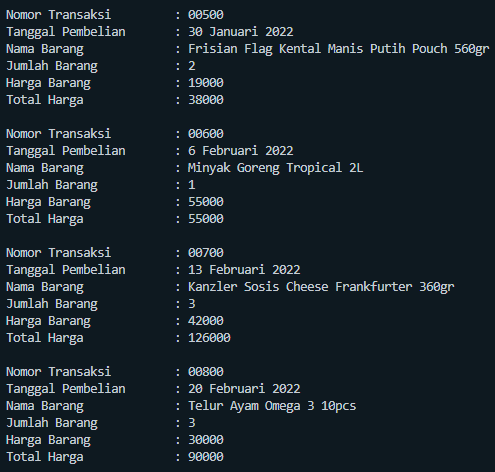 Nomor Transaksi : 00500
Tanggal Pembelian : 30 Januari 2022
Nama Barang : Frisian Flag Kental Manis Putih Pouch 560gr
Jumlah Barang : 2
Harga Barang : 19000
Total Harga : 38000
Nomor Transaksi : 00600
Tanggal Pembelian : 6 Februari 2022
Nama Barang : Minyak Goreng Tropical 2L
Jumlah Barang : 1
Harga Barang : 55000
Total Harga : 55000
Nomor Transaksi : 00700
Tanggal Pembelian : 13 Februari 2022
Nama Barang : Kanzler Sosis Cheese Frankfurter 360gr
Jumlah Barang : 3
Harga Barang : 42000
Total Harga : 126000
Nomor Transaksi : 00800
Tanggal Pembelian : 20 Februari 2022
Nama Barang : Telur Ayam Omega 3 10pcs
Jumlah Barang : 3
Harga Barang : 30000
Total Harga : 90000